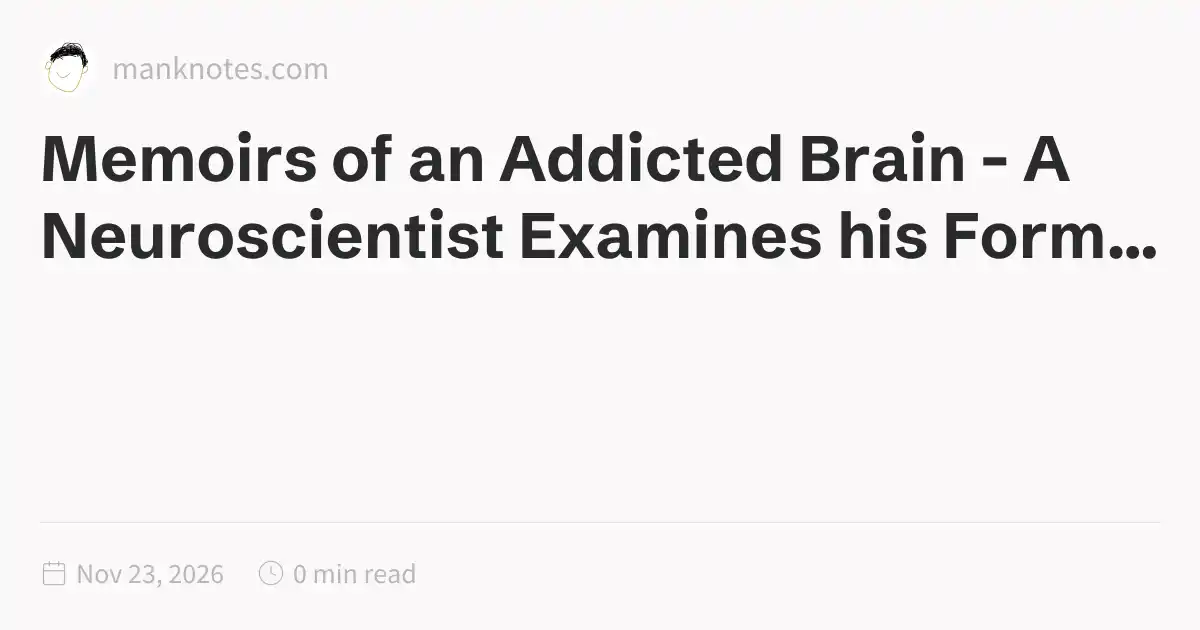 manknotes.com
Memoirs of an Addicted Brain - A
Neuroscientist Examines his Form...
Nov 23, 2026
0 min read